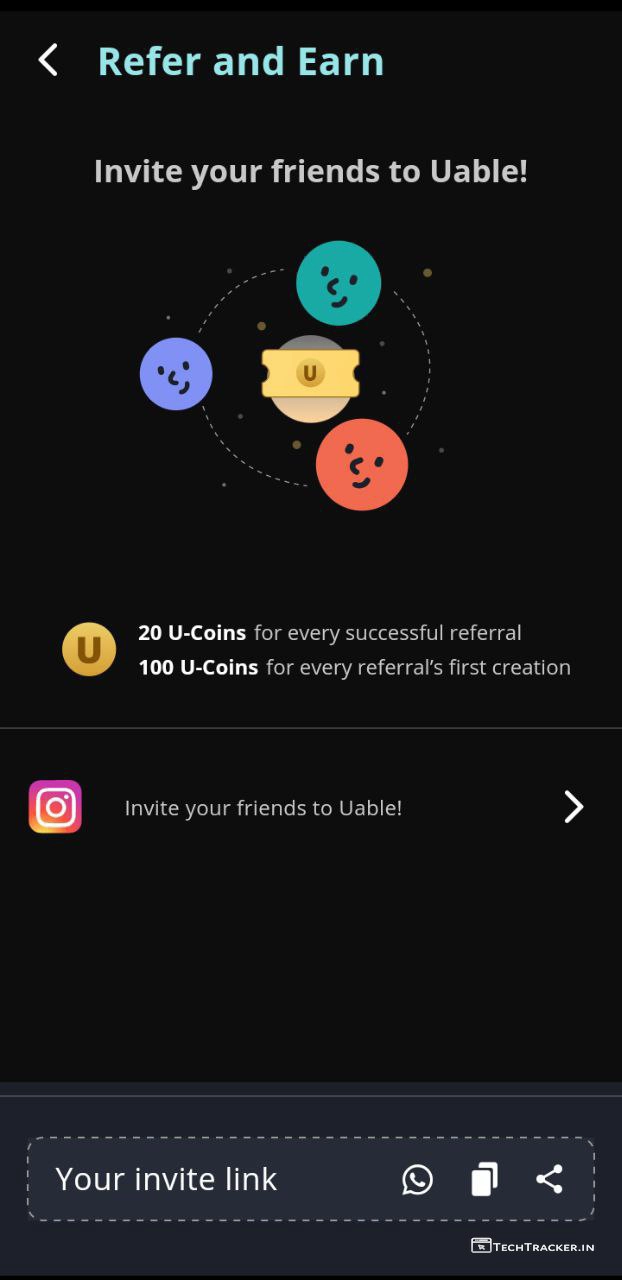 Refer and Earn
Invite your friends to Uable!
U
20 U-Coins for every successful referral
U
100 U-Coins for every referral’s first creation
Invite your friends to Uable!
Your invite link
TECHTRACKER.IN